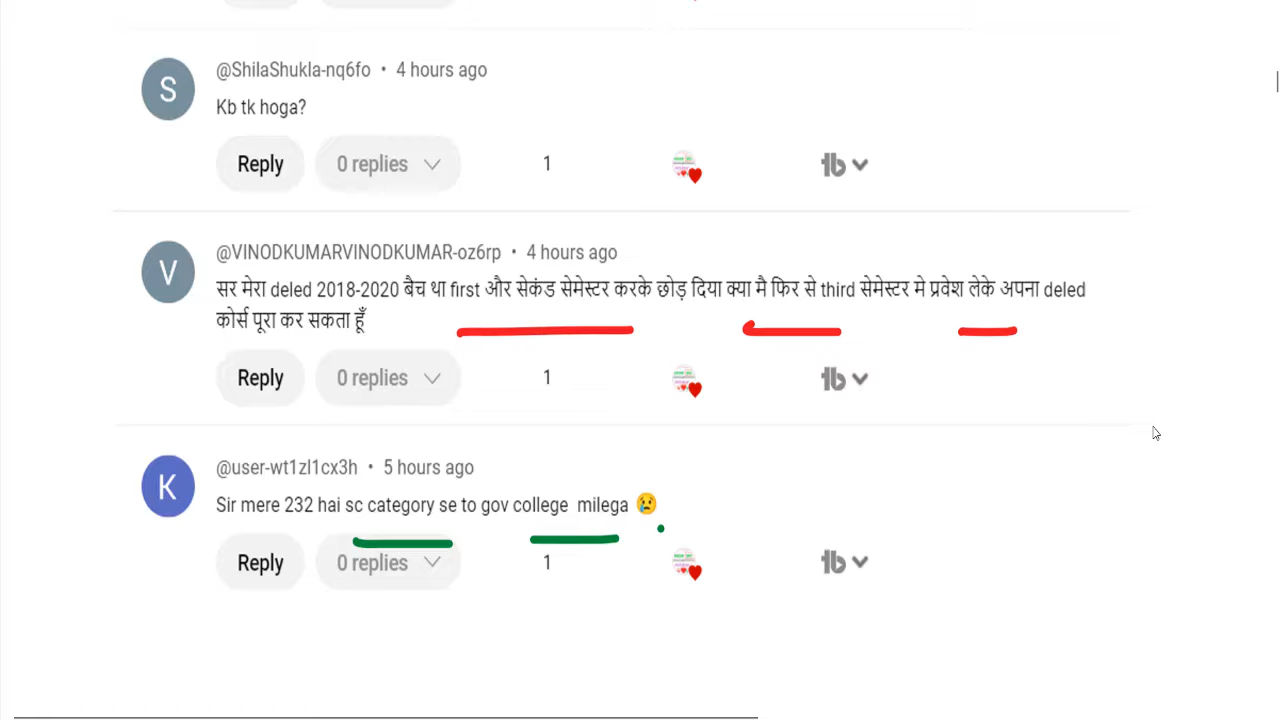 S
@ShilaShukla-nq6fo • 4 hours ago
Kb tk hoga?
Reply 0 replies 1
V
@VINODKUMARVINODKUMAR-oz6rp • 4 hours ago
सर मेरा deled 2018-2020 बैच था first और सेकंड सेमेस्टर करके छोड़ दिया क्या मै फिर से third सेमेस्टर मे प्रवेश लेके अपना deled
कोर्स पूरा कर सकता हूँ
Reply 0 replies 1
K
@user-wt1zl1cx3h • 5 hours ago
Sir mere 232 hai sc category se to gov college milega 😢
Reply 0 replies 1